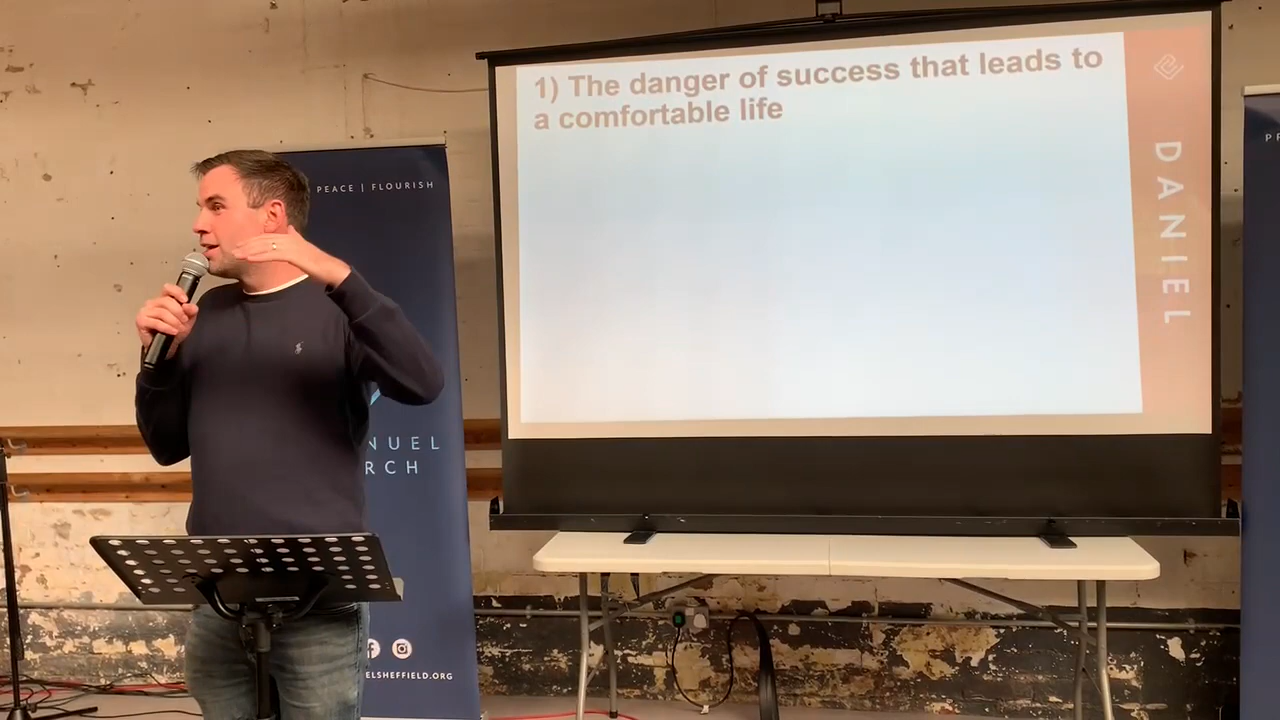 1) The danger of success that leads to
a comfortable life
DANIEL
PEACE | FLOURISH
NUEL
RCH
ELSHEFFIELD.ORG